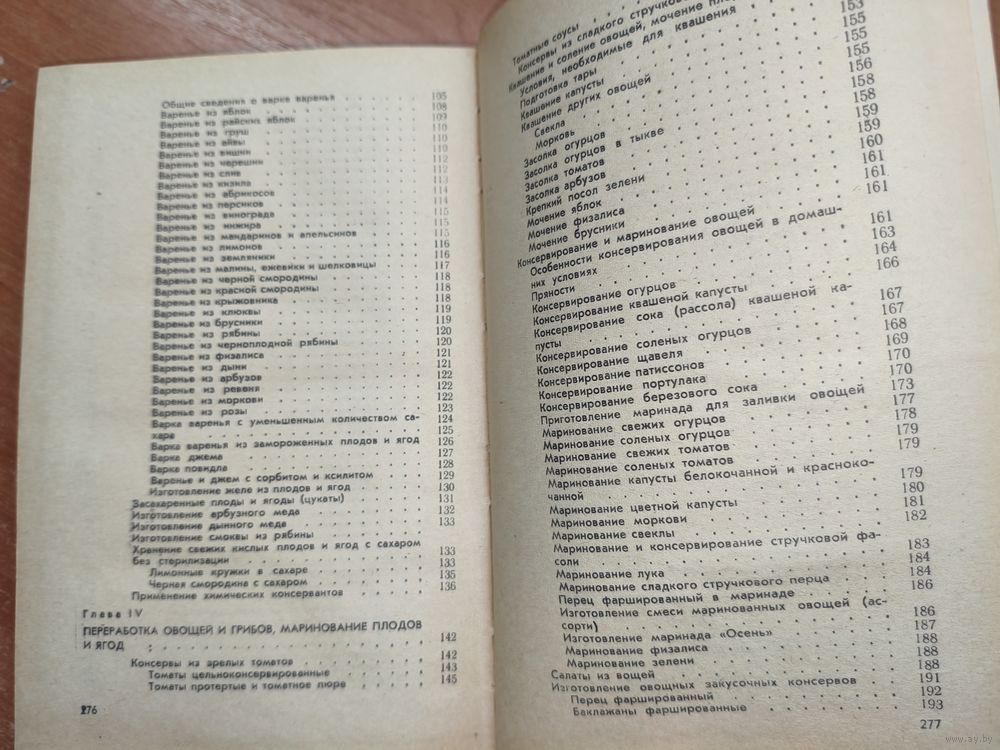 Общие сведения о варке варенья 105
Варенье из яблок 108
Варенье из райских яблок 109
Варенье из груш 110
Варенье из айвы 110
Варенье из вишни 110
Варенье из черешни 112
Варенье из слив 112
Варенье из кизила 113
Варенье из абрикосов 114
Варенье из персиков 114
Варенье из винограда 115
Варенье из инжира 115
Варенье из мандаринов и апельсинов 115
Варенье из лимонов 116
Варенье из земляники 116
Варенье из малины, ежевики и шелковицы 117
Варенье из черной смородины 118
Варенье из красной смородины 118
Варенье из крыжовника 118
Варенье из клюквы 119
Варенье из брусники 119
Варенье из рябины 120
Варенье из черноплодной рябины 120
Варенье из физалиса 121
Варенье из дыни 121
Варенье из арбузов 122
Варенье из ревеня 122
Варенье из моркови 122
Варенье из розы 123
Варка варенья с уменьшенным количеством са- 124
харе 125
Варка варенья из замороженных плодов и ягод 126
Варка джема 127
Варка повидла 128
Варенье и джем с сорбитом и ксилитом 129
Изготовление желе из плодов и ягод 130
Засахаренные плоды и ягоды (цукаты) 131
Изготовление арбузного меда 132
Изготовление дынного меда 133
Изготовление смоквы из рябины
Хранение свежих кислых плодов и ягод с сахаром 133
без стерилизации 133
Лимонные кружки в сахаре 135
Черная смородина с сахаром 136
Применение химических консервантов
Глава IV
ПЕРЕРАБОТКА ОВОЩЕЙ И ГРИБОВ, МАРИНОВАНИЕ ПЛОДОВ
И ЯГОД 142
Консервы из зрелых томатов 142
Томаты цельноконсервированные 143
Томаты протертые и томатное пюре 145
276
Томатные соусы
Консервы из сладкого стручково
Квашение и соление овощей, мочение 153
Условия, необходимые для квашения 155
Подготовка тары 155
Квашение капусты 155
Квашение других овощей 156
Свекла 158
Морковь 158
Засолка огурцов 159
Засолка огурцов в тыкве 159
Засолка томатов 160
Засолка арбузов 161
Крепкий посол зелени 161
Мочение яблок 161
Мочение физалиса
Мочение брусники
Консервирование и маринование овощей 161
Особенности консервирования овощей в домаш- 163
них условиях 164
Пряности 166
Консервирование огурцов
Консервирование квашеной капусты 167
Консервирование сока (рассола) квашеной ка- 167
пусты 168
Консервирование соленых огурцов 169
Консервирование щавеля 170
Консервирование патиссонов 170
Консервирование портулака 173
Консервирование березового сока 177
Приготовление маринада для заливки овощей 178
Маринование свежих огурцов 179
Маринование соленых огурцов 179
Маринование свежих томатов
Маринование соленых томатов 179
Маринование капусты белокочанной и красноко- 180
чанной 181
Маринование цветной капусты 182
Маринование моркови
Маринование свеклы 183
Маринование и консервирование стручковой фа- 184
соли 184
Маринование лука 186
Маринование сладкого стручкового перца
Перец фаршированный в маринаде 186
Изготовление смеси маринованных овощей (ас- 187
сорти) 188
Изготовление маринада «Осень» 188
Маринование физалиса 188
Маринование зелени 191
Салаты из вощей 192
Изготовление овощных закусочных консервов 193
Перец фаршированный
Баклажаны фаршированные
277
www.ay.by